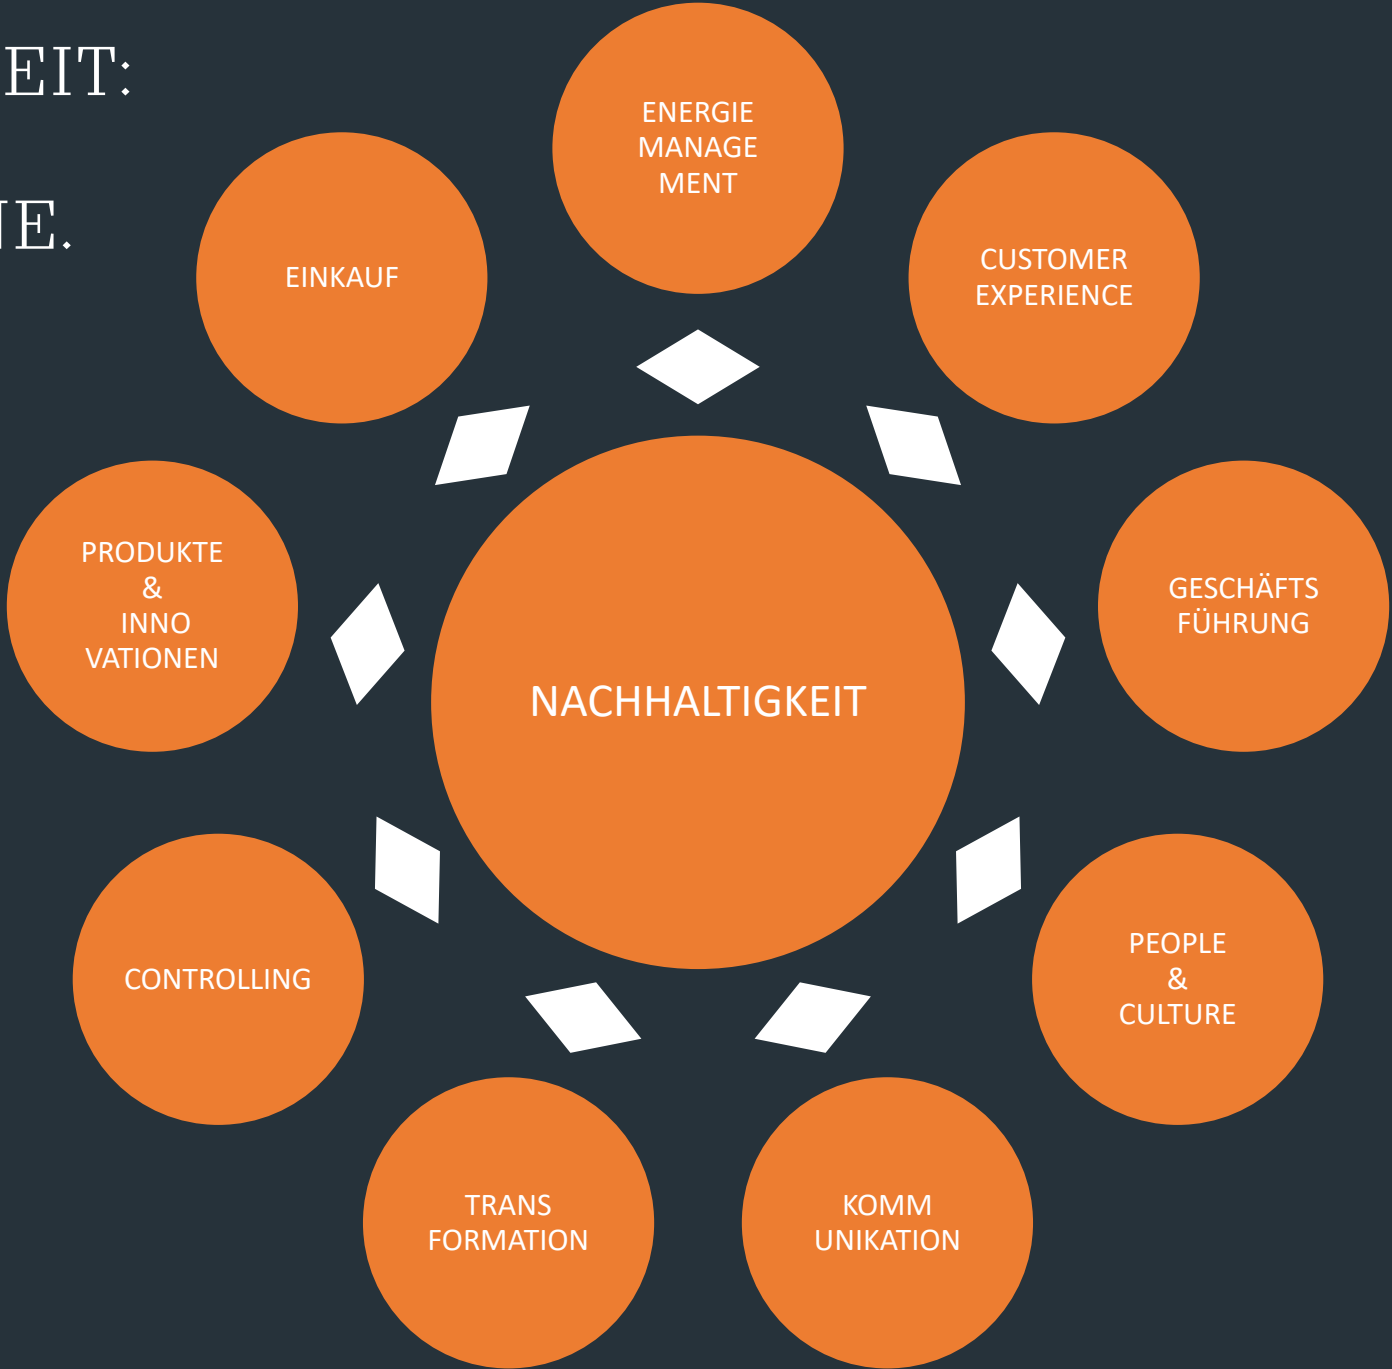 EIT:
NE.
ENERGIE
MANAGE
MENT
CUSTOMER
EXPERIENCE
GESCHÄFTS
FÜHRUNG
PEOPLE
&
CULTURE
KOMM
UNIKATION
TRANS
FORMATION
CONTROLLING
PRODUKTE
&
INNO
VATIONEN
EINKAUF
NACHHALTIGKEIT